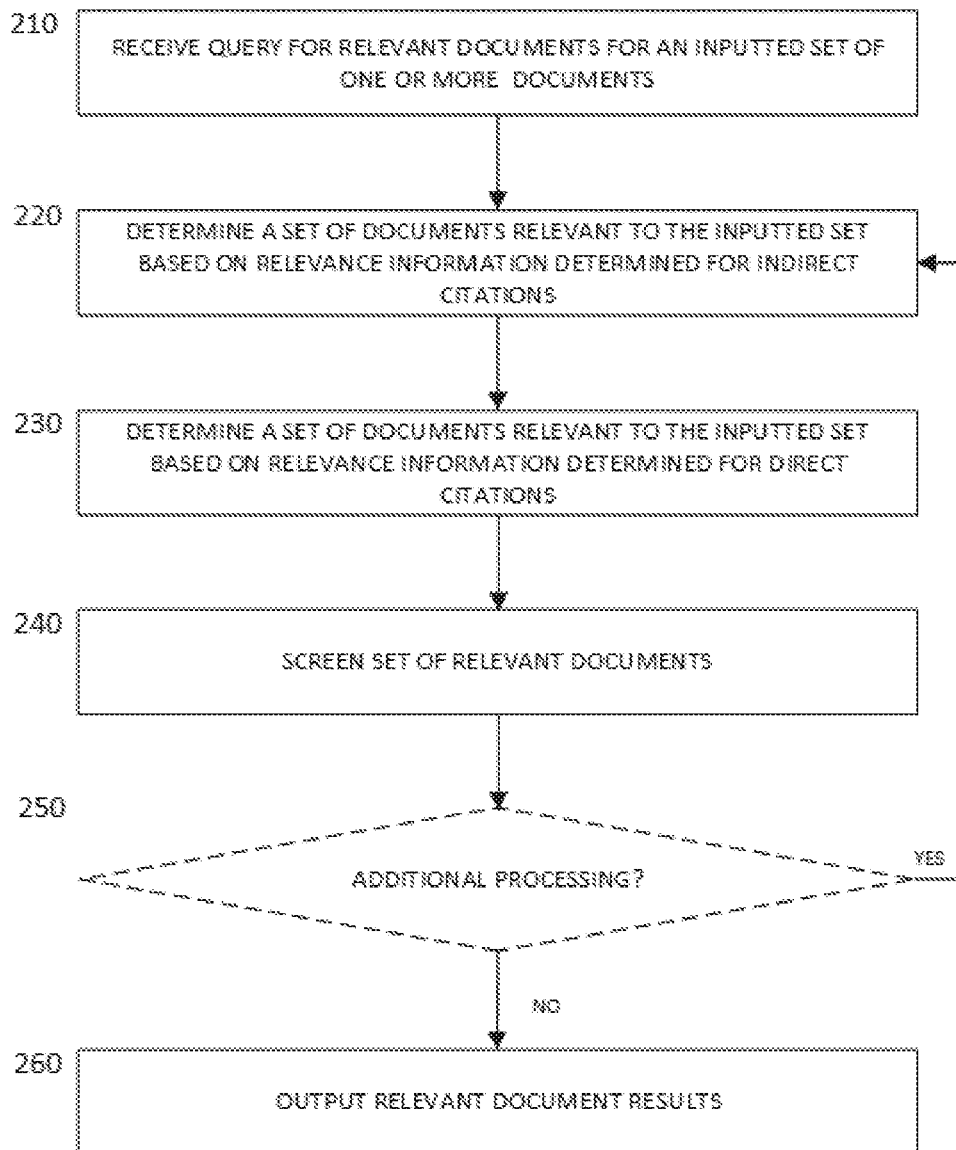 210
RECEIVE QUERY FOR RELEVANT DOCUMENTS FOR AN INPUTTED SET OF
ONE OR MORE DOCUMENTS
220
DETERMINE A SET OF DOCUMENTS RELEVANT TO THE INPUTTED SET
BASED ON RELEVANCE INFORMATION DETERMINED FOR INDIRECT
CITATIONS
230
DETERMINE A SET OF DOCUMENTS RELEVANT TO THE INPUTTED SET
BASED ON RELEVANCE INFORMATION DETERMINED FOR DIRECT
CITATIONS
240
SCREEN SET OF RELEVANT DOCUMENTS
250
ADDITIONAL PROCESSING?
YES
NO
260
OUTPUT RELEVANT DOCUMENT RESULTS